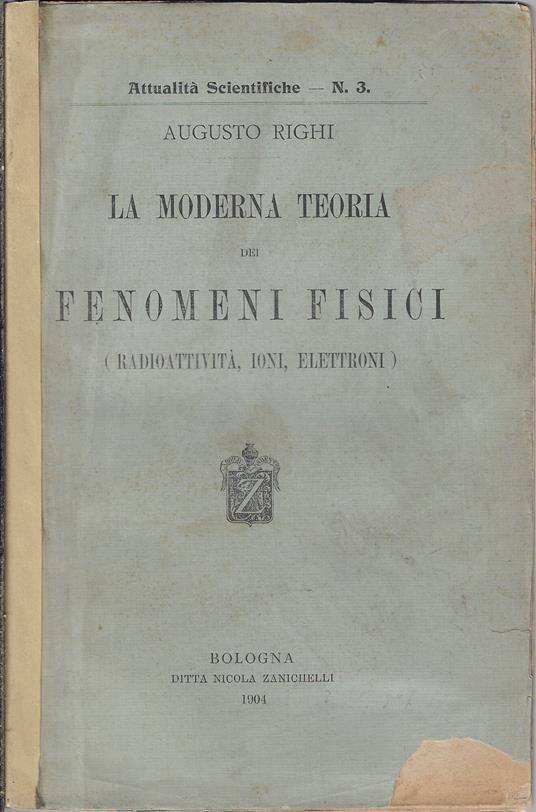 Attualità Scientifiche — N. 3.
AUGUSTO RIGHI
LA MODERNA TEORIA
DEI
FENOMENI FISICI
( RADIOATTIVITÀ, IONI, ELETTRONI )
Z
BOLOGNA
DITTA NICOLA ZANICHELLI
1904